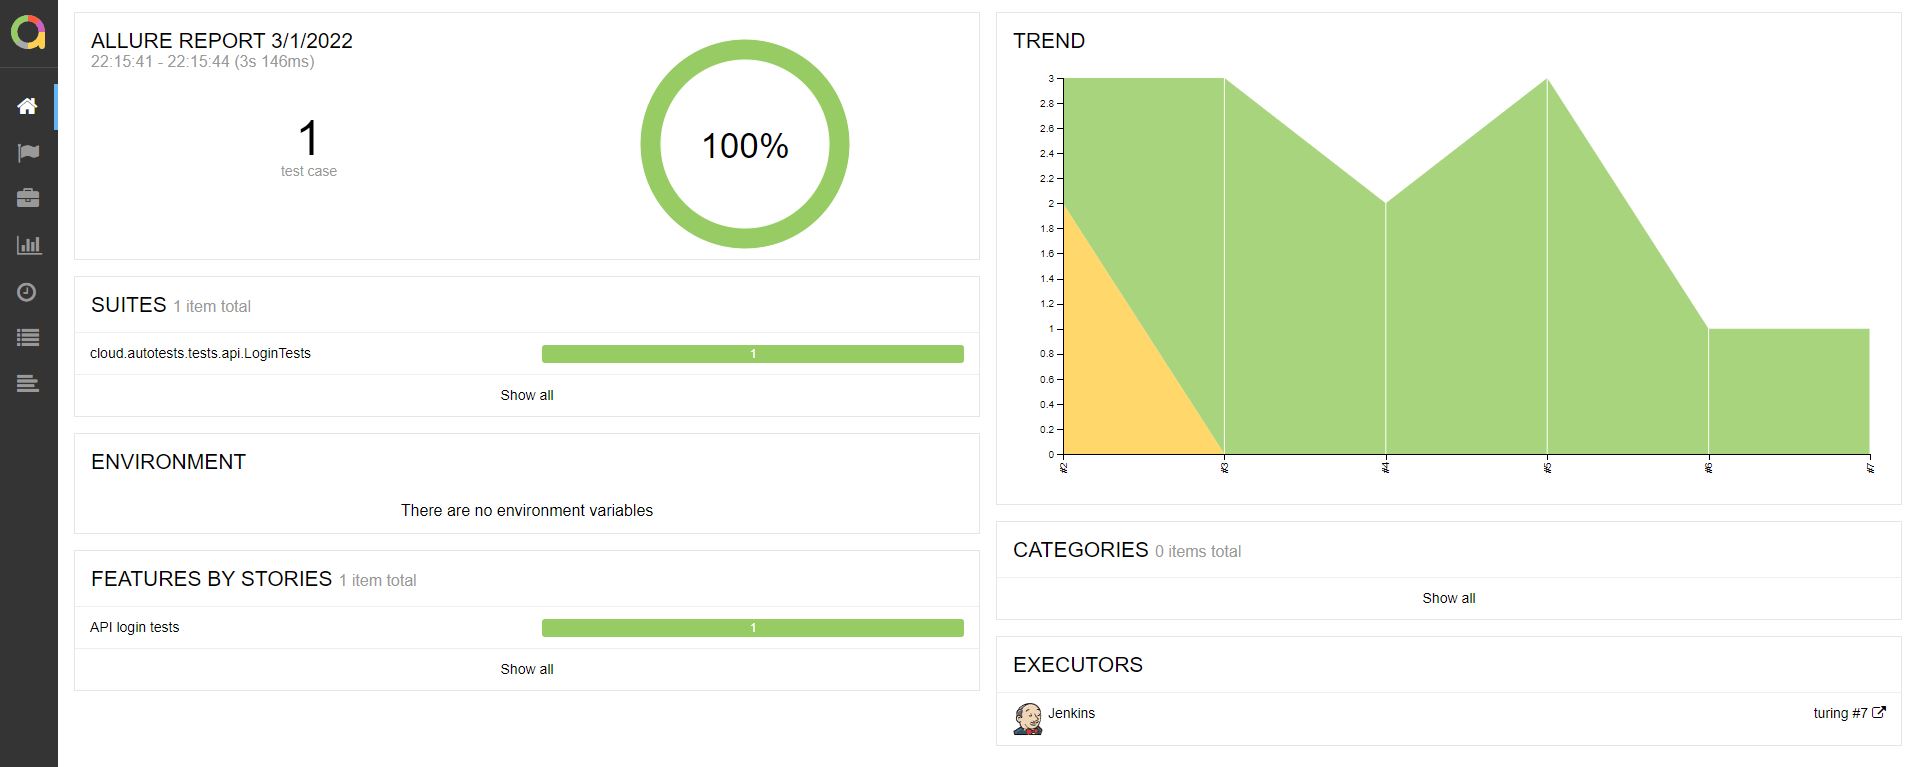 ALLURE REPORT 3/1/2022
22:15:41 - 22:15:44 (3s 146ms)
1
test case
100%
SUITES 1 item total
cloud.autotests.tests.api.LoginTests 1
Show all
ENVIRONMENT
There are no environment variables
FEATURES BY STORIES 1 item total
API login tests 1
Show all
TREND
3
2.8
2.6
2.4
2.2
2
1.8
1.6
1.4
1.2
1
0.8
0.6
0.4
0.2
0
#2 #3 #4 #5 #6 #7
CATEGORIES 0 items total
Show all
EXECUTORS
Jenkins turing #7